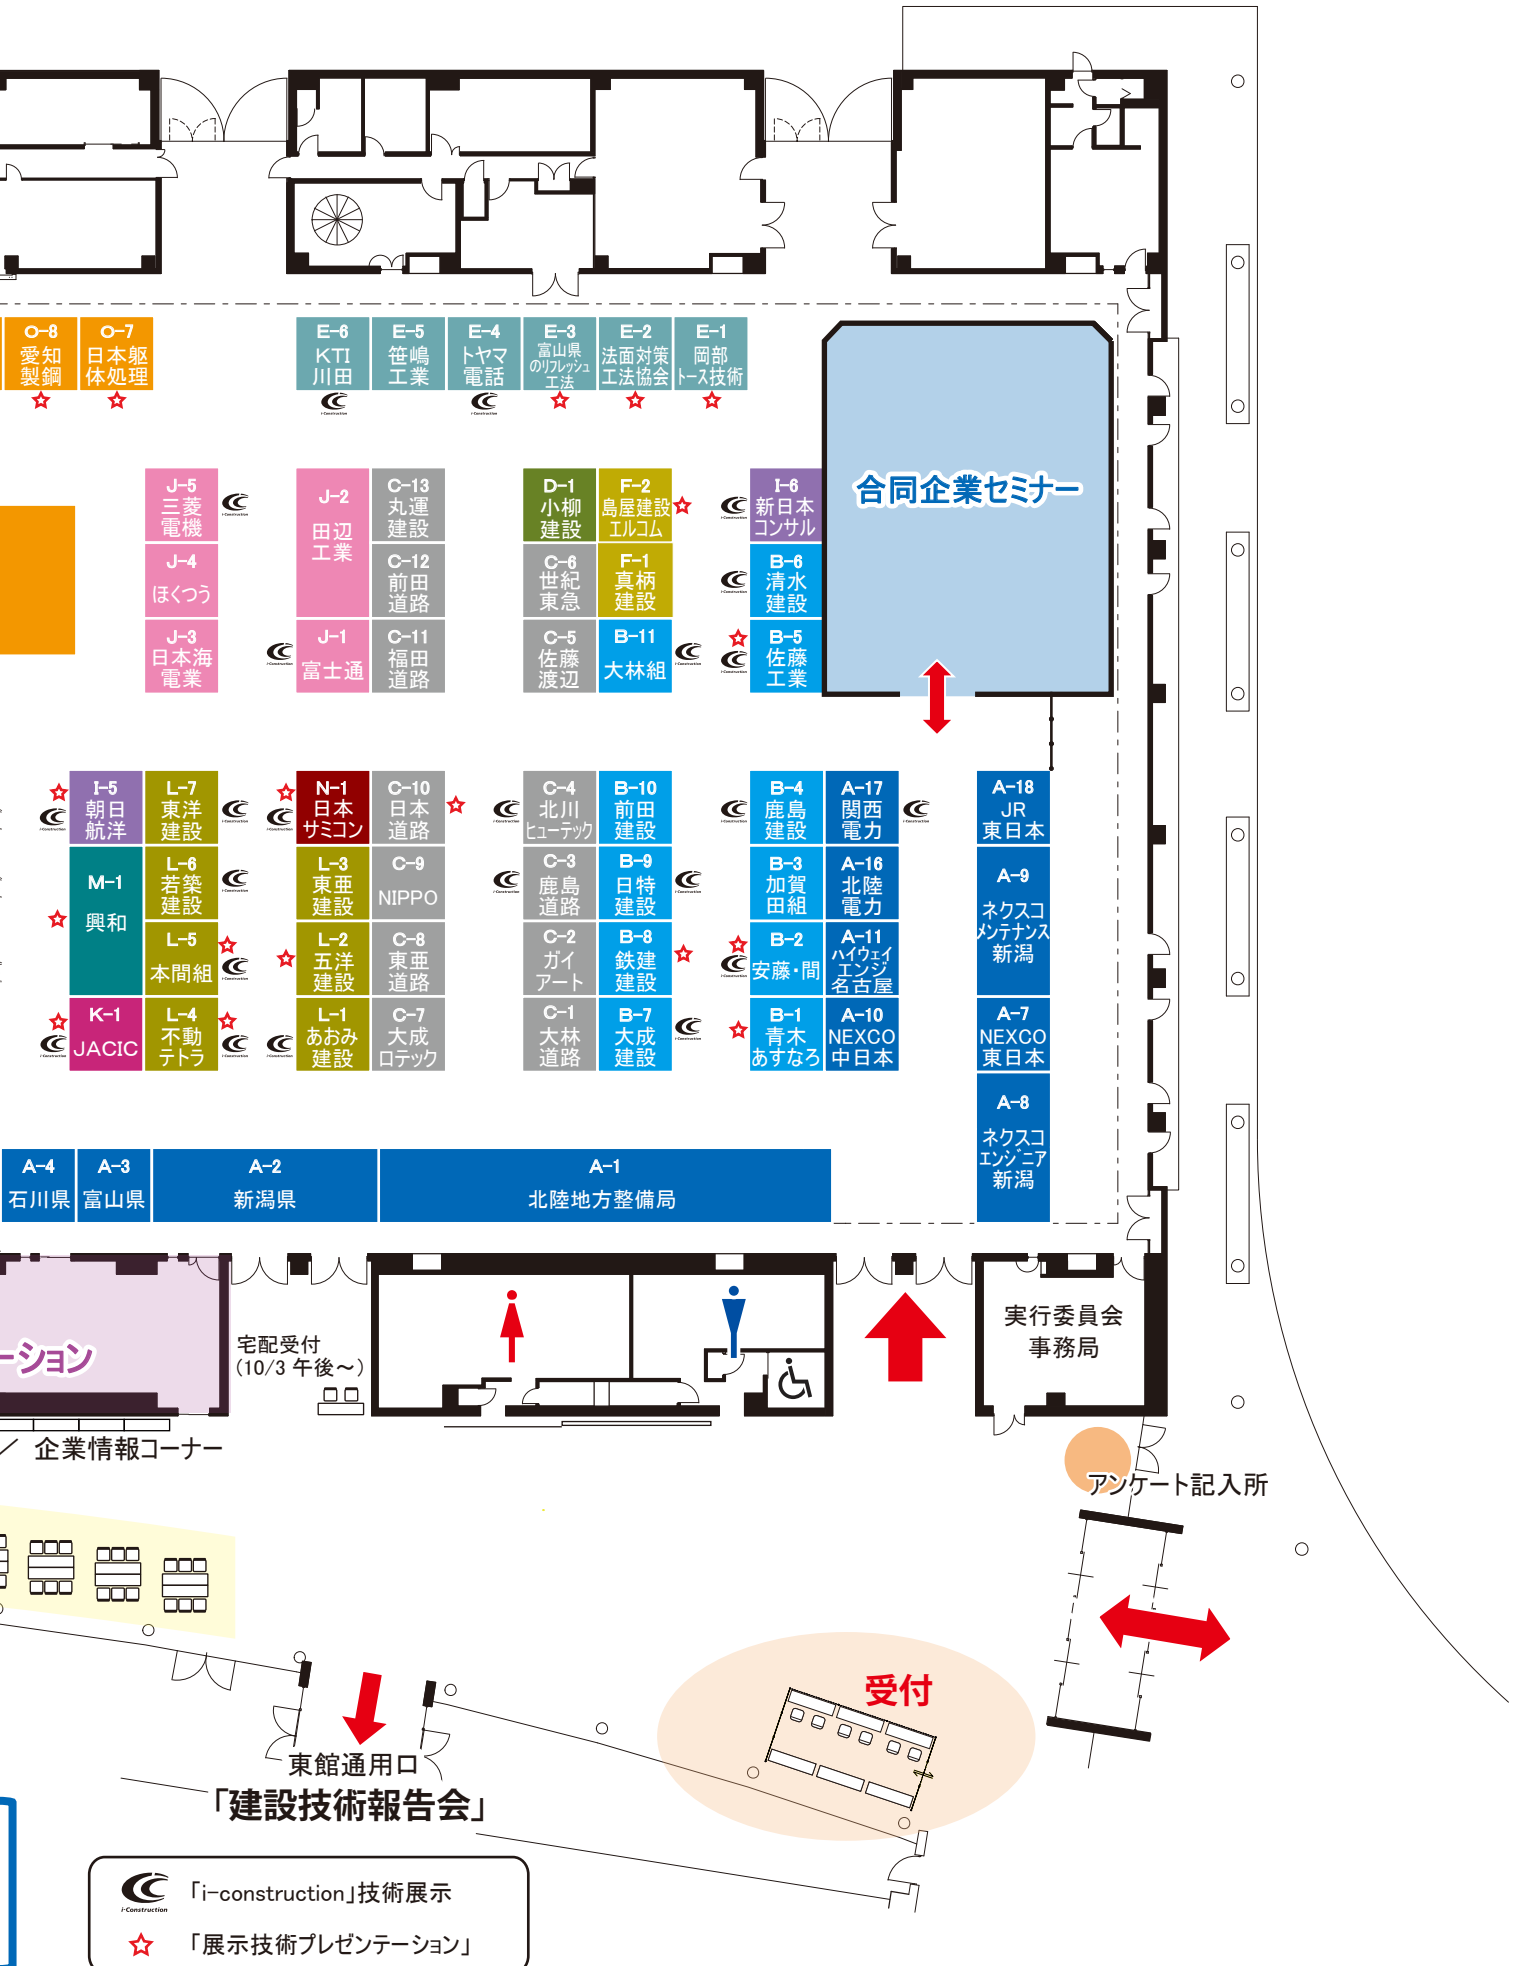 O-8
愛知
製鋼
O-7
日本躯
体処理
E-6
KTI
川田
E-5
笹嶋
工業
E-4
トヤマ
電話
E-3
富山県
のリフレッシュ
工法
E-2
法面対策
工法協会
E-1
岡部
トース技術
J-5
三菱
電機
J-4
ほくつう
J-3
日本海
電業
J-2
田辺
工業
J-1
富士通
C-13
丸運
建設
C-12
前田
道路
C-11
福田
道路
D-1
小柳
建設
C-6
世紀
東急
C-5
佐藤
渡辺
F-2
島屋建設
エルコム
F-1
真柄
建設
B-11
大林組
I-6
新日本
コンサル
B-6
清水
建設
B-5
佐藤
工業
合同企業セミナー
I-5
朝日
航洋
M-1
興和
K-1
JACIC
L-7
東洋
建設
L-6
若築
建設
L-5
本間組
L-4
不動
テトラ
N-1
日本
サミコン
L-3
東亜
建設
L-2
五洋
建設
L-1
あおみ
建設
C-10
日本
道路
C-9
NIPPO
C-8
東亜
道路
C-7
大成
ロテック
C-4
北川
ヒューテック
C-3
鹿島
道路
C-2
ガイ
アート
C-1
大林
道路
B-10
前田
建設
B-9
日特
建設
B-8
鉄建
建設
B-7
大成
建設
B-4
鹿島
建設
B-3
加賀
田組
B-2
安藤・間
B-1
青木
あすなろ
A-17
関西
電力
A-16
北陸
電力
A-11
ハイウェイ
エンジ
名古屋
A-10
NEXCO
中日本
A-18
JR
東日本
A-9
ネクスコ
メンテナンス
新潟
A-7
NEXCO
東日本
A-8
ネクスコ
エンジニア
新潟
A-4
石川県
A-3
富山県
A-2
新潟県
A-1
北陸地方整備局
ーション
宅配受付
(10/3 午後～)
実行委員会
事務局
／ 企業情報コーナー
アンケート記入所
受付
東館通用口
「建設技術報告会」
i-Construction
「i-construction」技術展示
「展示技術プレゼンテーション」